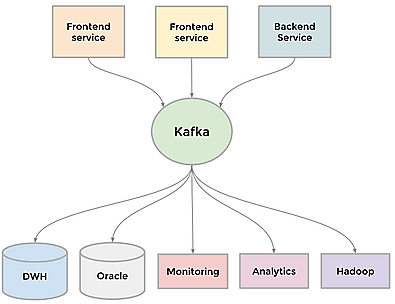 Frontend
service
Frontend
service
Backend
Service
Kafka
DWH
Oracle
Monitoring
Analytics
Hadoop